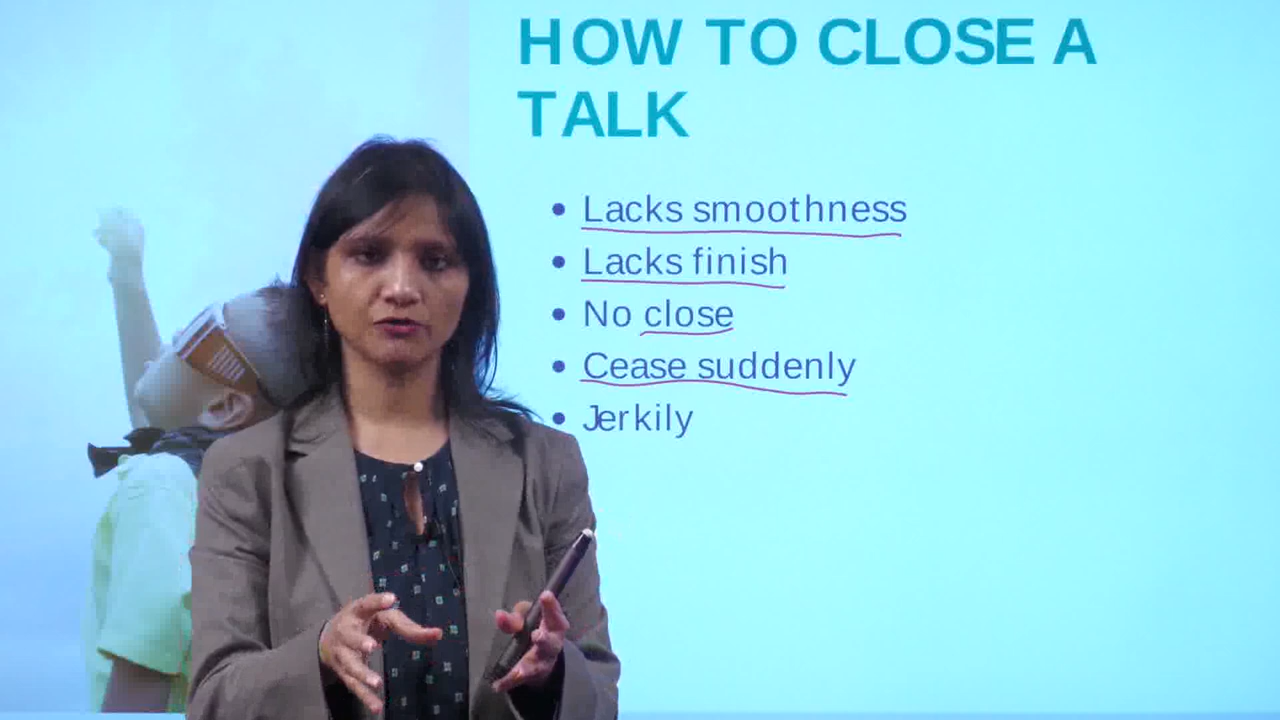 HOW TO CLOSE A
TALK
• Lacks smoothness
• Lacks finish
• No close
• Cease suddenly
• Jerkily